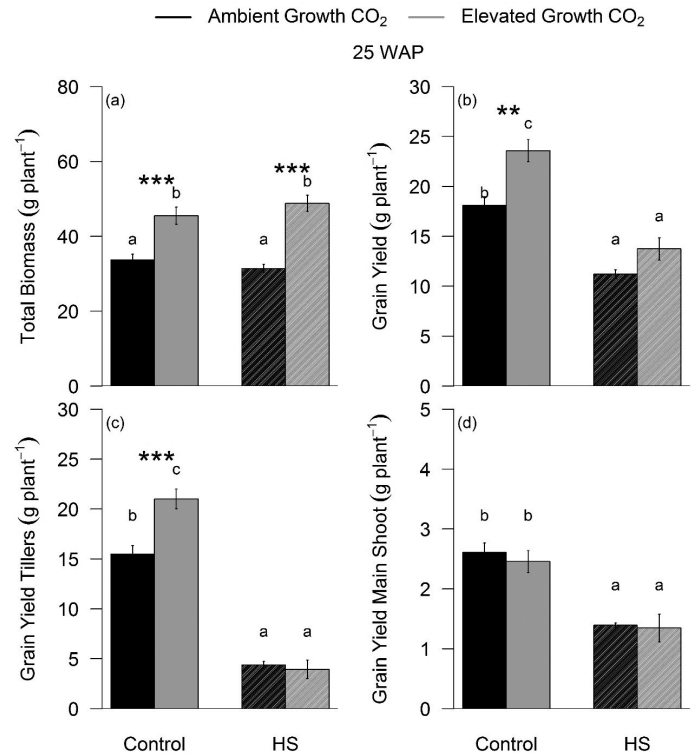 Ambient Growth CO₂ Elevated Growth CO₂
25 WAP
(a)
Total Biomass (g plant⁻¹)
80
60
40
20
0
a
***
b
a
***
b
(b)
Grain Yield (g plant⁻¹)
30
25
20
15
10
5
0
b
**
c
a
a
(c)
Grain Yield Tillers (g plant⁻¹)
30
25
20
15
10
5
0
b
***
c
a
a
Control HS
(d)
Grain Yield Main Shoot (g plant⁻¹)
5
4
3
2
1
0
b
b
a
a
Control HS